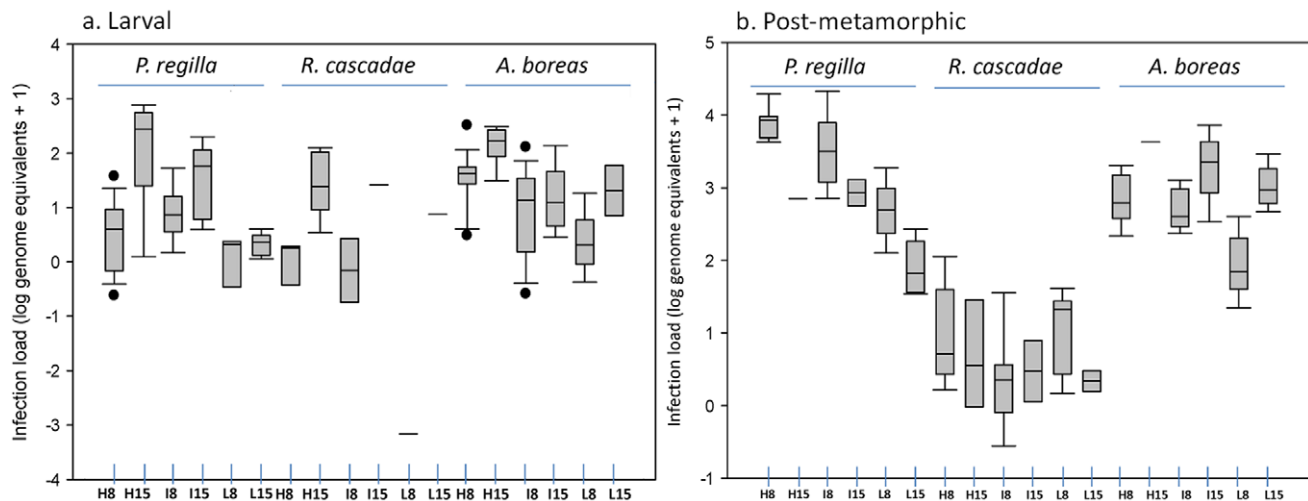 a. Larval
Infection load (log genome equivalents + 1)
4
3
2
1
0
-1
-2
-3
-4
P. regilla R. cascadae A. boreas
H8 H15 I8 I15 L8 L15 H8 H15 I8 I15 L8 L15 H8 H15 I8 I15 L8 L15
b. Post-metamorphic
Infection load (log genome equivalents + 1)
5
4
3
2
1
0
-1
P. regilla R. cascadae A. boreas
H8 H15 I8 I15 L8 L15 H8 H15 I8 I15 L8 L15 H8 H15 I8 I15 L8 L15